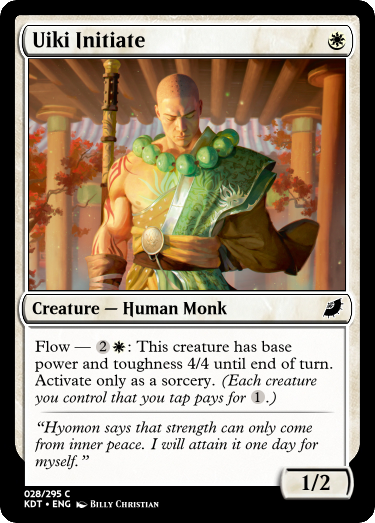 Uiki Initiate
Creature — Human Monk
Flow — 2: This creature has base
power and toughness 4/4 until end of turn.
Activate only as a sorcery. (Each creature
you control that you tap pays for 1.)
“Hyomon says that strength can only come
from inner peace. I will attain it one day for
myself.”
1/2
028/295 C
KDT • ENG Billy Christian